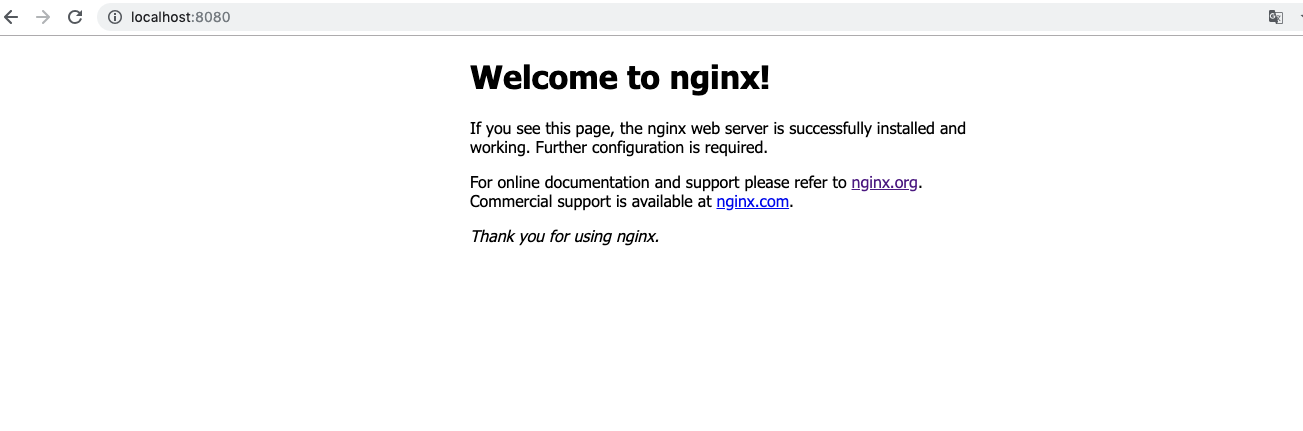 localhost:8080
Welcome to nginx!
If you see this page, the nginx web server is successfully installed and
working. Further configuration is required.
For online documentation and support please refer to nginx.org.
Commercial support is available at nginx.com.
Thank you for using nginx.